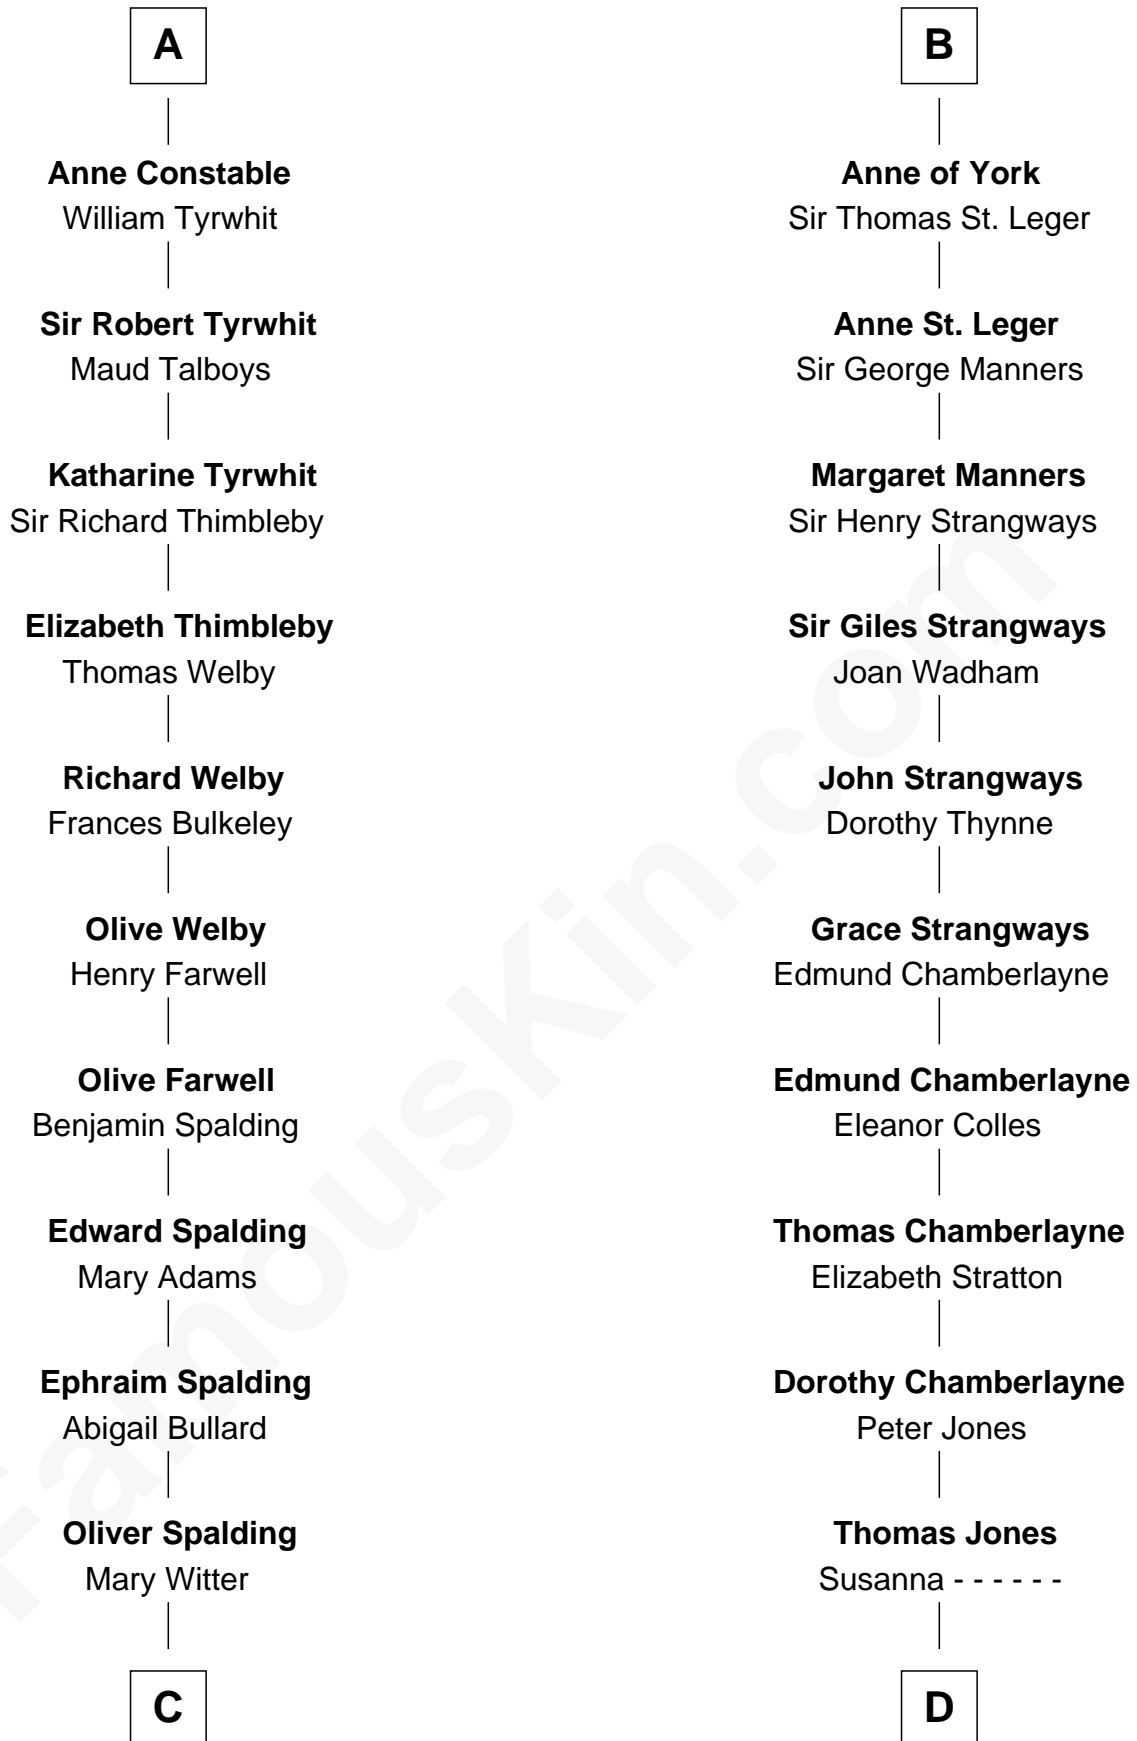 A
Anne Constable
William Tyrwhit
Sir Robert Tyrwhit
Maud Talboys
Katharine Tyrwhit
Sir Richard Thimbleby
Elizabeth Thimbleby
Thomas Welby
Richard Welby
Frances Bulkeley
Olive Welby
Henry Farwell
Olive Farwell
Benjamin Spalding
Edward Spalding
Mary Adams
Ephraim Spalding
Abigail Bullard
Oliver Spalding
Mary Witter
C
B
Anne of York
Sir Thomas St. Leger
Anne St. Leger
Sir George Manners
Margaret Manners
Sir Henry Strangways
Sir Giles Strangways
Joan Wadham
John Strangways
Dorothy Thynne
Grace Strangways
Edmund Chamberlayne
Edmund Chamberlayne
Eleanor Colles
Thomas Chamberlayne
Elizabeth Stratton
Dorothy Chamberlayne
Peter Jones
Thomas Jones
Susanna - - - - - -
D
FamousKin.com